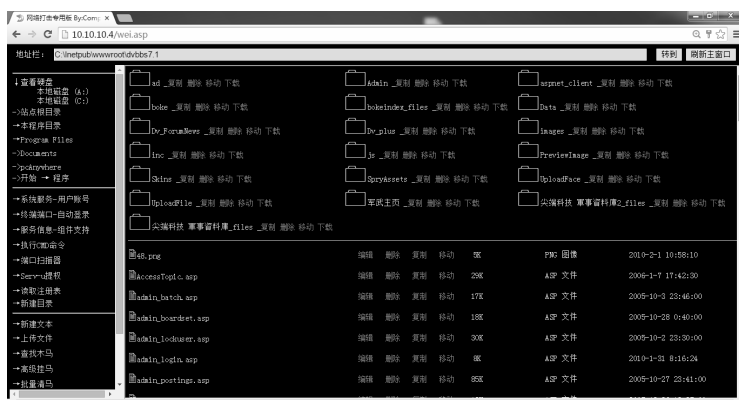 网络打击专用版 By:Comp
10.10.10.4/wei.asp
地址栏: C:\Inetpub\wwwroot\dvbbs7.1 转到 刷新主窗口
↓查看硬盘
本地磁盘 (A:)
本地磁盘 (C:)
->站点根目录
->本程序目录
->Program Files
->Documents
->pcAnywhere
->开始 -> 程序
->系统服务-用户账号
->终端端口-自动登录
->服务信息-组件支持
->执行CMD命令
->端口扫描器
->Serv-u提权
->读取注册表
->新建目录
->新建文本
->上传文件
->查找木马
->高级挂马
->批量清马
ad _复制 删除 移动 下载 Admin _复制 删除 移动 下载 aspnet_client _复制 删除 移动 下载
boke _复制 删除 移动 下载 bokeindex_files _复制 删除 移动 下载 Data _复制 删除 移动 下载
Dv_ForumNews _复制 删除 移动 下载 Dv_plus _复制 删除 移动 下载 images _复制 删除 移动 下载
inc _复制 删除 移动 下载 js _复制 删除 移动 下载 PreviewImage _复制 删除 移动 下载
Skins _复制 删除 移动 下载 SpryAssets _复制 删除 移动 下载 UploadFace _复制 删除 移动 下载
UploadFile _复制 删除 移动 下载 军武主页 _复制 删除 移动 下载 尖端科技 軍事資料庫2_files _复制 删除 移动 下载
尖端科技 軍事資料庫_files _复制 删除 移动 下载
48.png 编辑 删除 复制 移动 5K PNG 图像 2010-2-1 10:58:10
AccessTopic.asp 编辑 删除 复制 移动 29K ASP 文件 2006-1-7 17:42:30
admin_batch.asp 编辑 删除 复制 移动 17K ASP 文件 2005-10-3 23:46:00
admin_boardset.asp 编辑 删除 复制 移动 18K ASP 文件 2005-10-28 0:40:00
admin_lockuser.asp 编辑 删除 复制 移动 30K ASP 文件 2005-10-2 23:30:00
admin_login.asp 编辑 删除 复制 移动 8K ASP 文件 2010-1-31 8:16:24
admin_postings.asp 编辑 删除 复制 移动 85K ASP 文件 2005-10-27 23:41:00